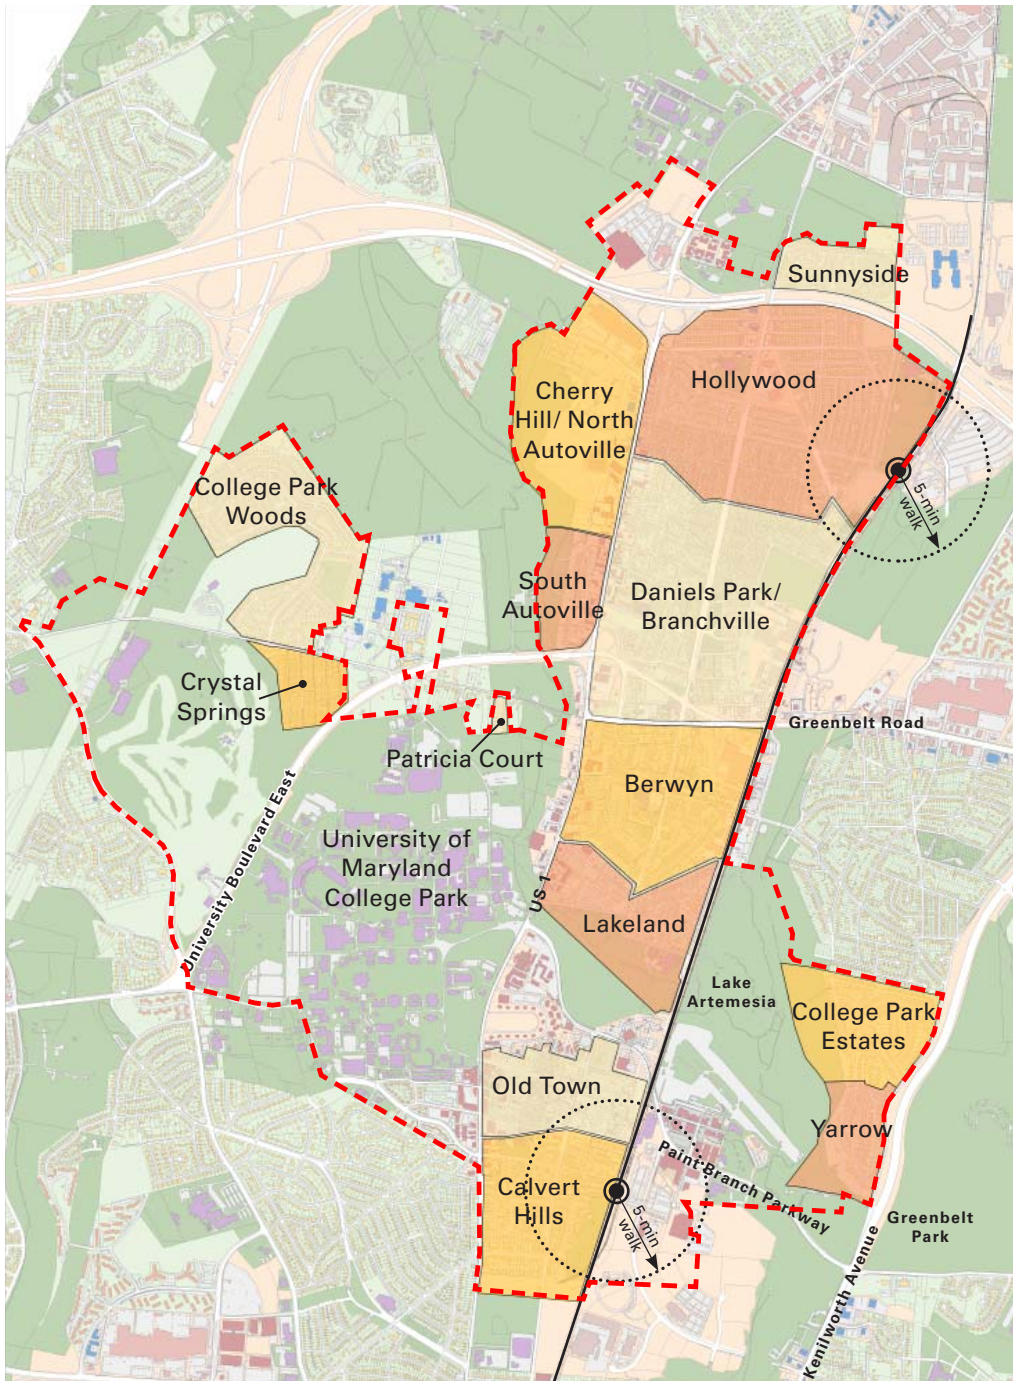 Sunnyside
Hollywood
Cherry
Hill/ North
Autoville
5-min
walk
College Park
Woods
South
Autoville
Daniels Park/
Branchville
Crystal
Springs
Greenbelt Road
Patricia Court
Berwyn
University Boulevard East
University of
Maryland
College Park
US 1
Lakeland
Lake
Artemesia
College Park
Estates
Old Town
Yarrow
Paint Branch Parkway
Calvert
Hills
5-min
walk
Greenbelt
Park
Kenilworth Avenue